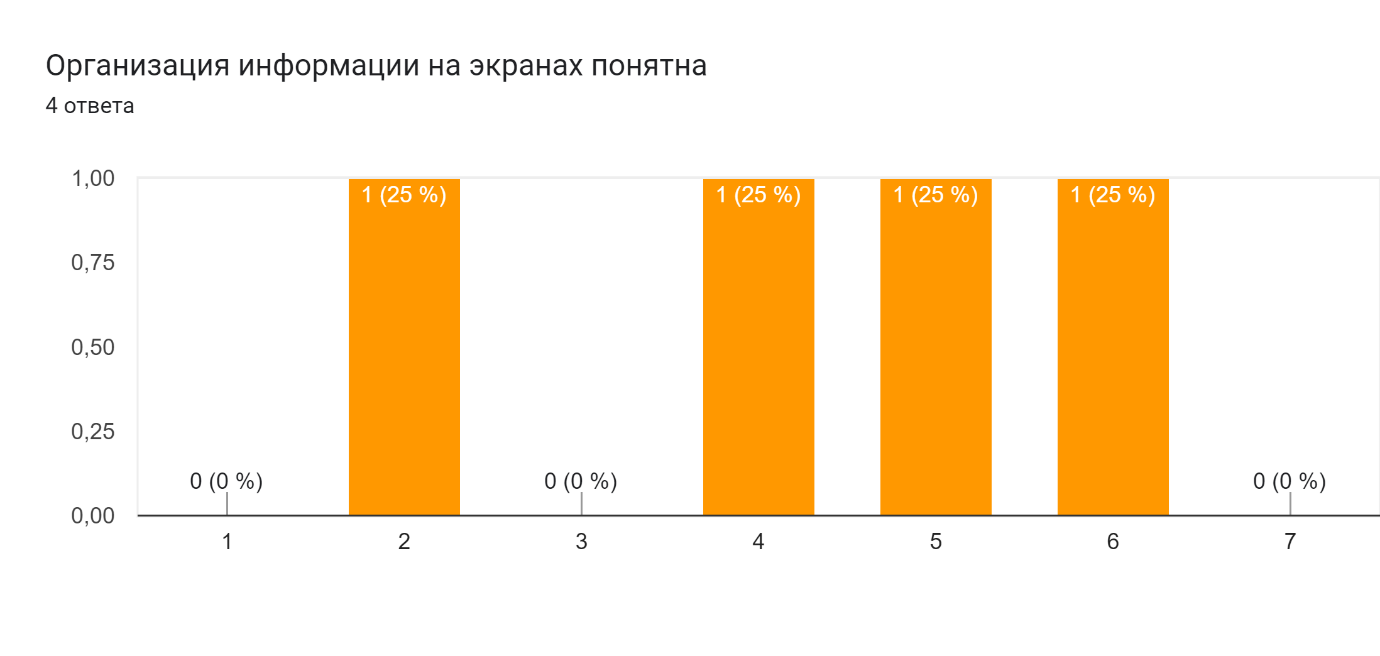 Организация информации на экранах понятна
4 ответа
1,00
0,75
0,50
0,25
0,00
0 (0 %)
1 (25 %)
0 (0 %)
1 (25 %)
1 (25 %)
1 (25 %)
0 (0 %)
1 2 3 4 5 6 7